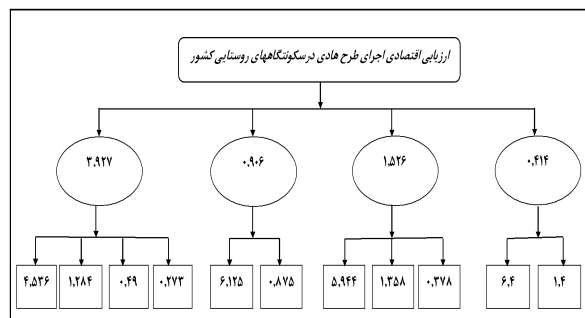 ارزیابی اقتصادی اجرای طرح هادی درسکونتگاههای روستایی کشور
۰.۴۱۴ ۱.۵۲۶ ۰.۹۰۶ ۳.۹۲۷
۱.۴ ۶.۴ ۰.۳۷۸ ۱.۳۵۸ ۵.۹۴۴ ۰.۸۷۵ ۶.۱۲۵ ۰.۲۷۳ ۰.۴۹ ۱.۲۸۴ ۴.۵۳۶